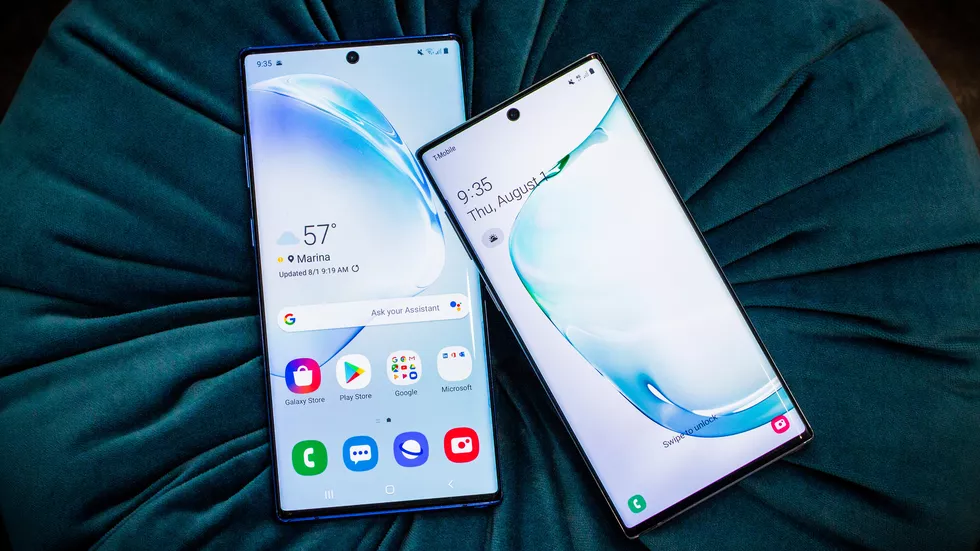 9:35
57°
Marina
Updated 8/1 9:19 AM
Ask your Assistant
Galaxy Store
Play Store
Google
Microsoft
T-Mobile
9:35
Thu, August 1
Swipe to unlock